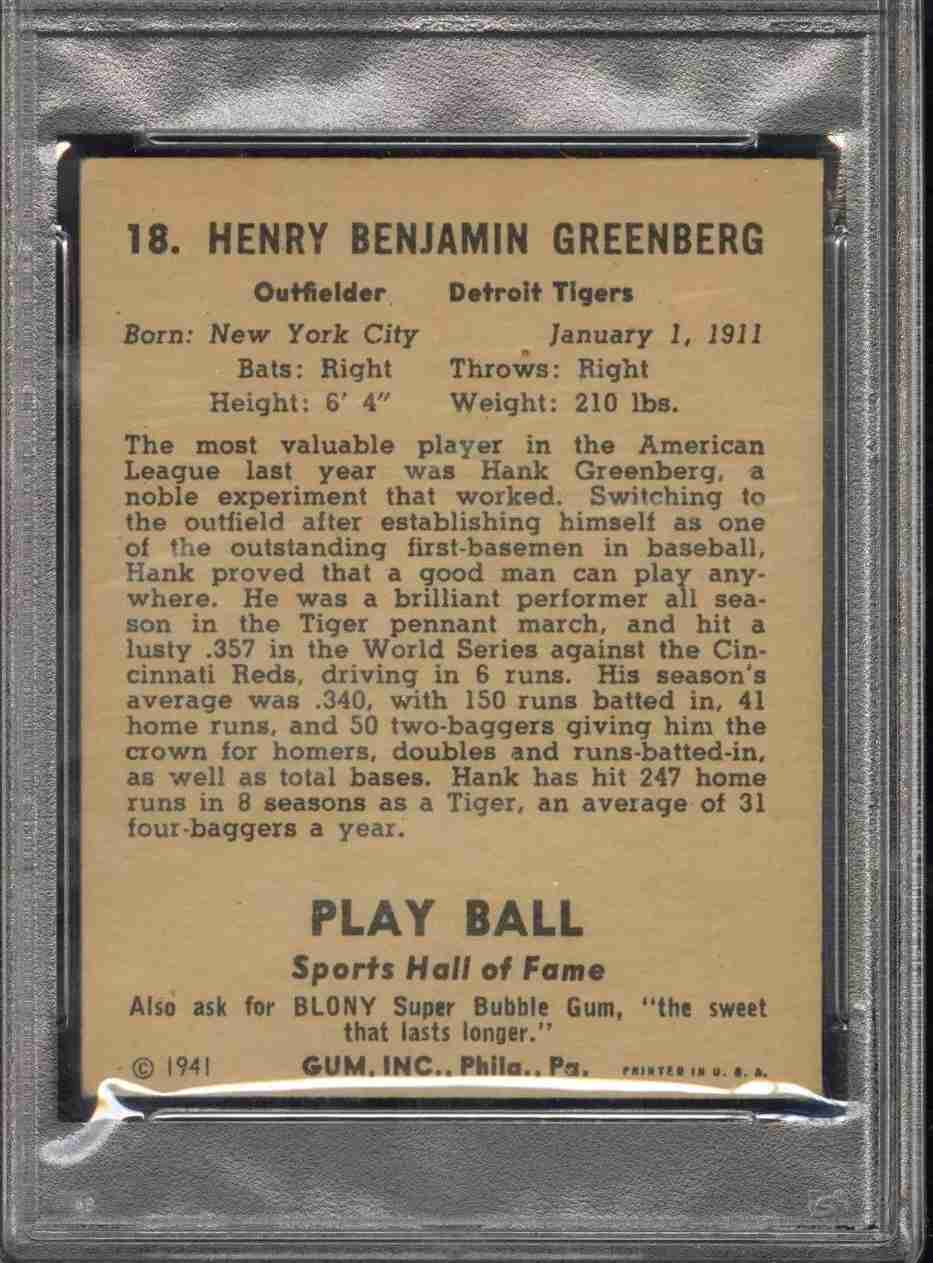 18. HENRY BENJAMIN GREENBERG
Outfielder Detroit Tigers
Born: New York City January 1, 1911
Bats: Right Throws: Right
Height: 6' 4" Weight: 210 lbs.
The most valuable player in the American
League last year was Hank Greenberg, a
noble experiment that worked. Switching to
the outfield after establishing himself as one
of the outstanding first-basemen in baseball,
Hank proved that a good man can play any-
where. He was a brilliant performer all sea-
son in the Tiger pennant march, and hit a
lusty .357 in the World Series against the Cin-
cinnati Reds, driving in 6 runs. His season's
average was .340, with 150 runs batted in, 41
home runs, and 50 two-baggers giving him the
crown for homers, doubles and runs-batted-in,
as well as total bases. Hank has hit 247 home
runs in 8 seasons as a Tiger, an average of 31
four-baggers a year.
PLAY BALL
Sports Hall of Fame
Also ask for BLONY Super Bubble Gum, "the sweet
that lasts longer."
© 1941 GUM, INC., Phila., Pa. PRINTED IN U. S. A.